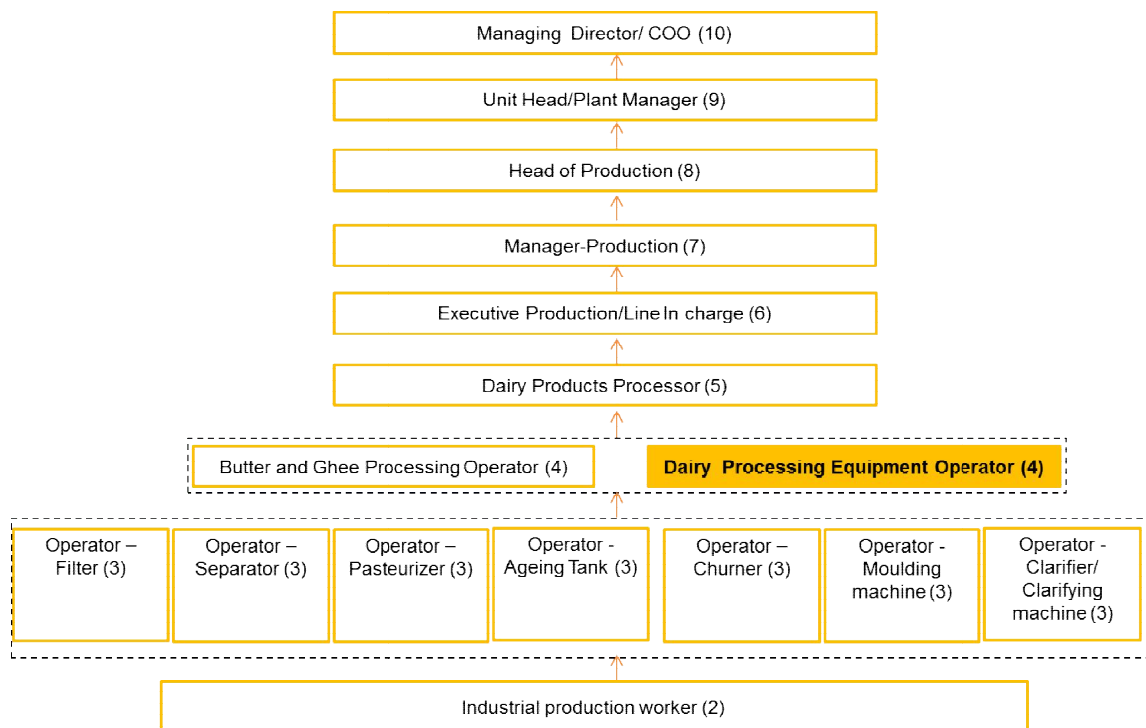 Managing Director/ COO (10)
Unit Head/Plant Manager (9)
Head of Production (8)
Manager-Production (7)
Executive Production/Line In charge (6)
Dairy Products Processor (5)
Butter and Ghee Processing Operator (4)
Dairy Processing Equipment Operator (4)
Operator –
Filter (3)
Operator –
Separator (3)
Operator –
Pasteurizer (3)
Operator -
Ageing Tank (3)
Operator –
Churner (3)
Operator -
Moulding
machine (3)
Operator -
Clarifier/
Clarifying
machine (3)
Industrial production worker (2)